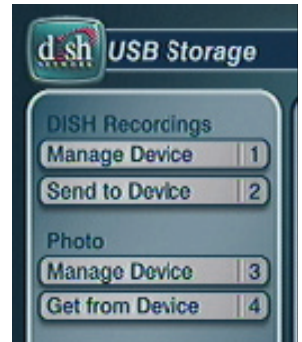 dish
NETWORK
USB Storage
DISH Recordings
Manage Device 1
Send to Device 2
Photo
Manage Device 3
Get from Device 4